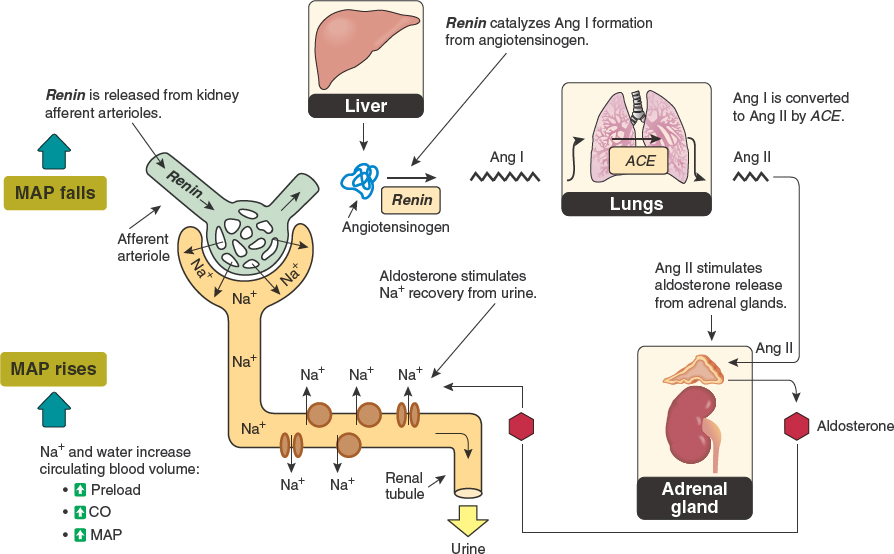 Renin catalyzes Ang I formation
from angiotensinogen.
Liver
Renin is released from kidney
afferent arterioles.
MAP falls
Renin
Afferent
arteriole
Angiotensinogen
Renin
Ang I
ACE
Lungs
Ang I is converted
to Ang II by ACE.
Ang II
Na+
Na+
Na+
Na+
Na+
Aldosterone stimulates
Na+ recovery from urine.
Na+
Na+
Na+
Na+
Na+
Renal
tubule
Urine
Ang II stimulates
aldosterone release
from adrenal glands.
Ang II
Aldosterone
Adrenal
gland
MAP rises
Na+ and water increase
circulating blood volume:
• Preload
• CO
• MAP